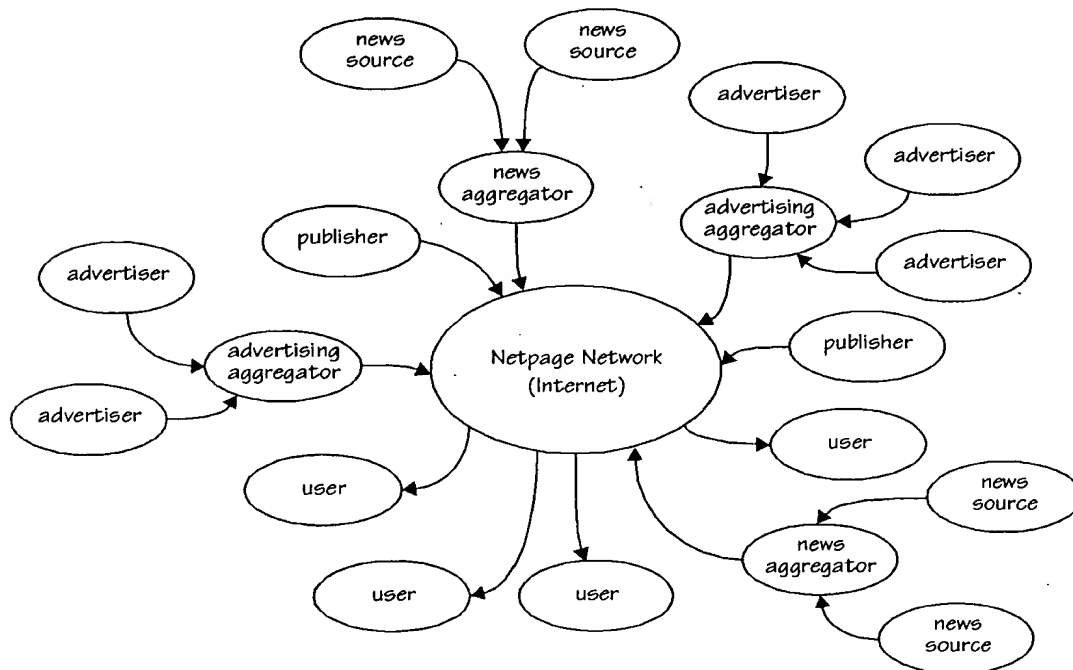 news
source
news
source
advertiser
advertiser
news
aggregator
advertising
aggregator
publisher
advertiser
advertiser
Netpage Network
(Internet)
publisher
advertising
aggregator
advertiser
user
user
news
source
news
aggregator
user
user
news
source